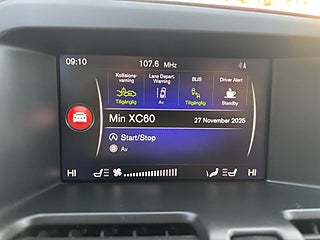 09:10 107.6 MHz
Kollisions- Lane Depart. BLIS Driver Alert
varning Warning
Tillgänglig Av Tillgänglig Standby
Min XC60 27 November 2025
Start/Stop
Av
HI HI